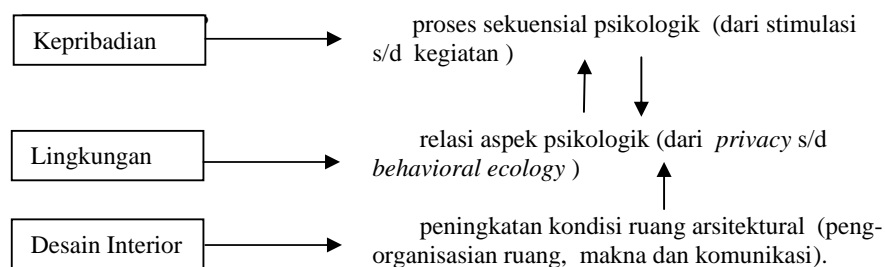 Kepribadian
proses sekuensial psikologik (dari stimulasi
s/d kegiatan )
Lingkungan
relasi aspek psikologik (dari privacy s/d
behavioral ecology )
Desain Interior
peningkatan kondisi ruang arsitektural (peng-
organisasian ruang, makna dan komunikasi).